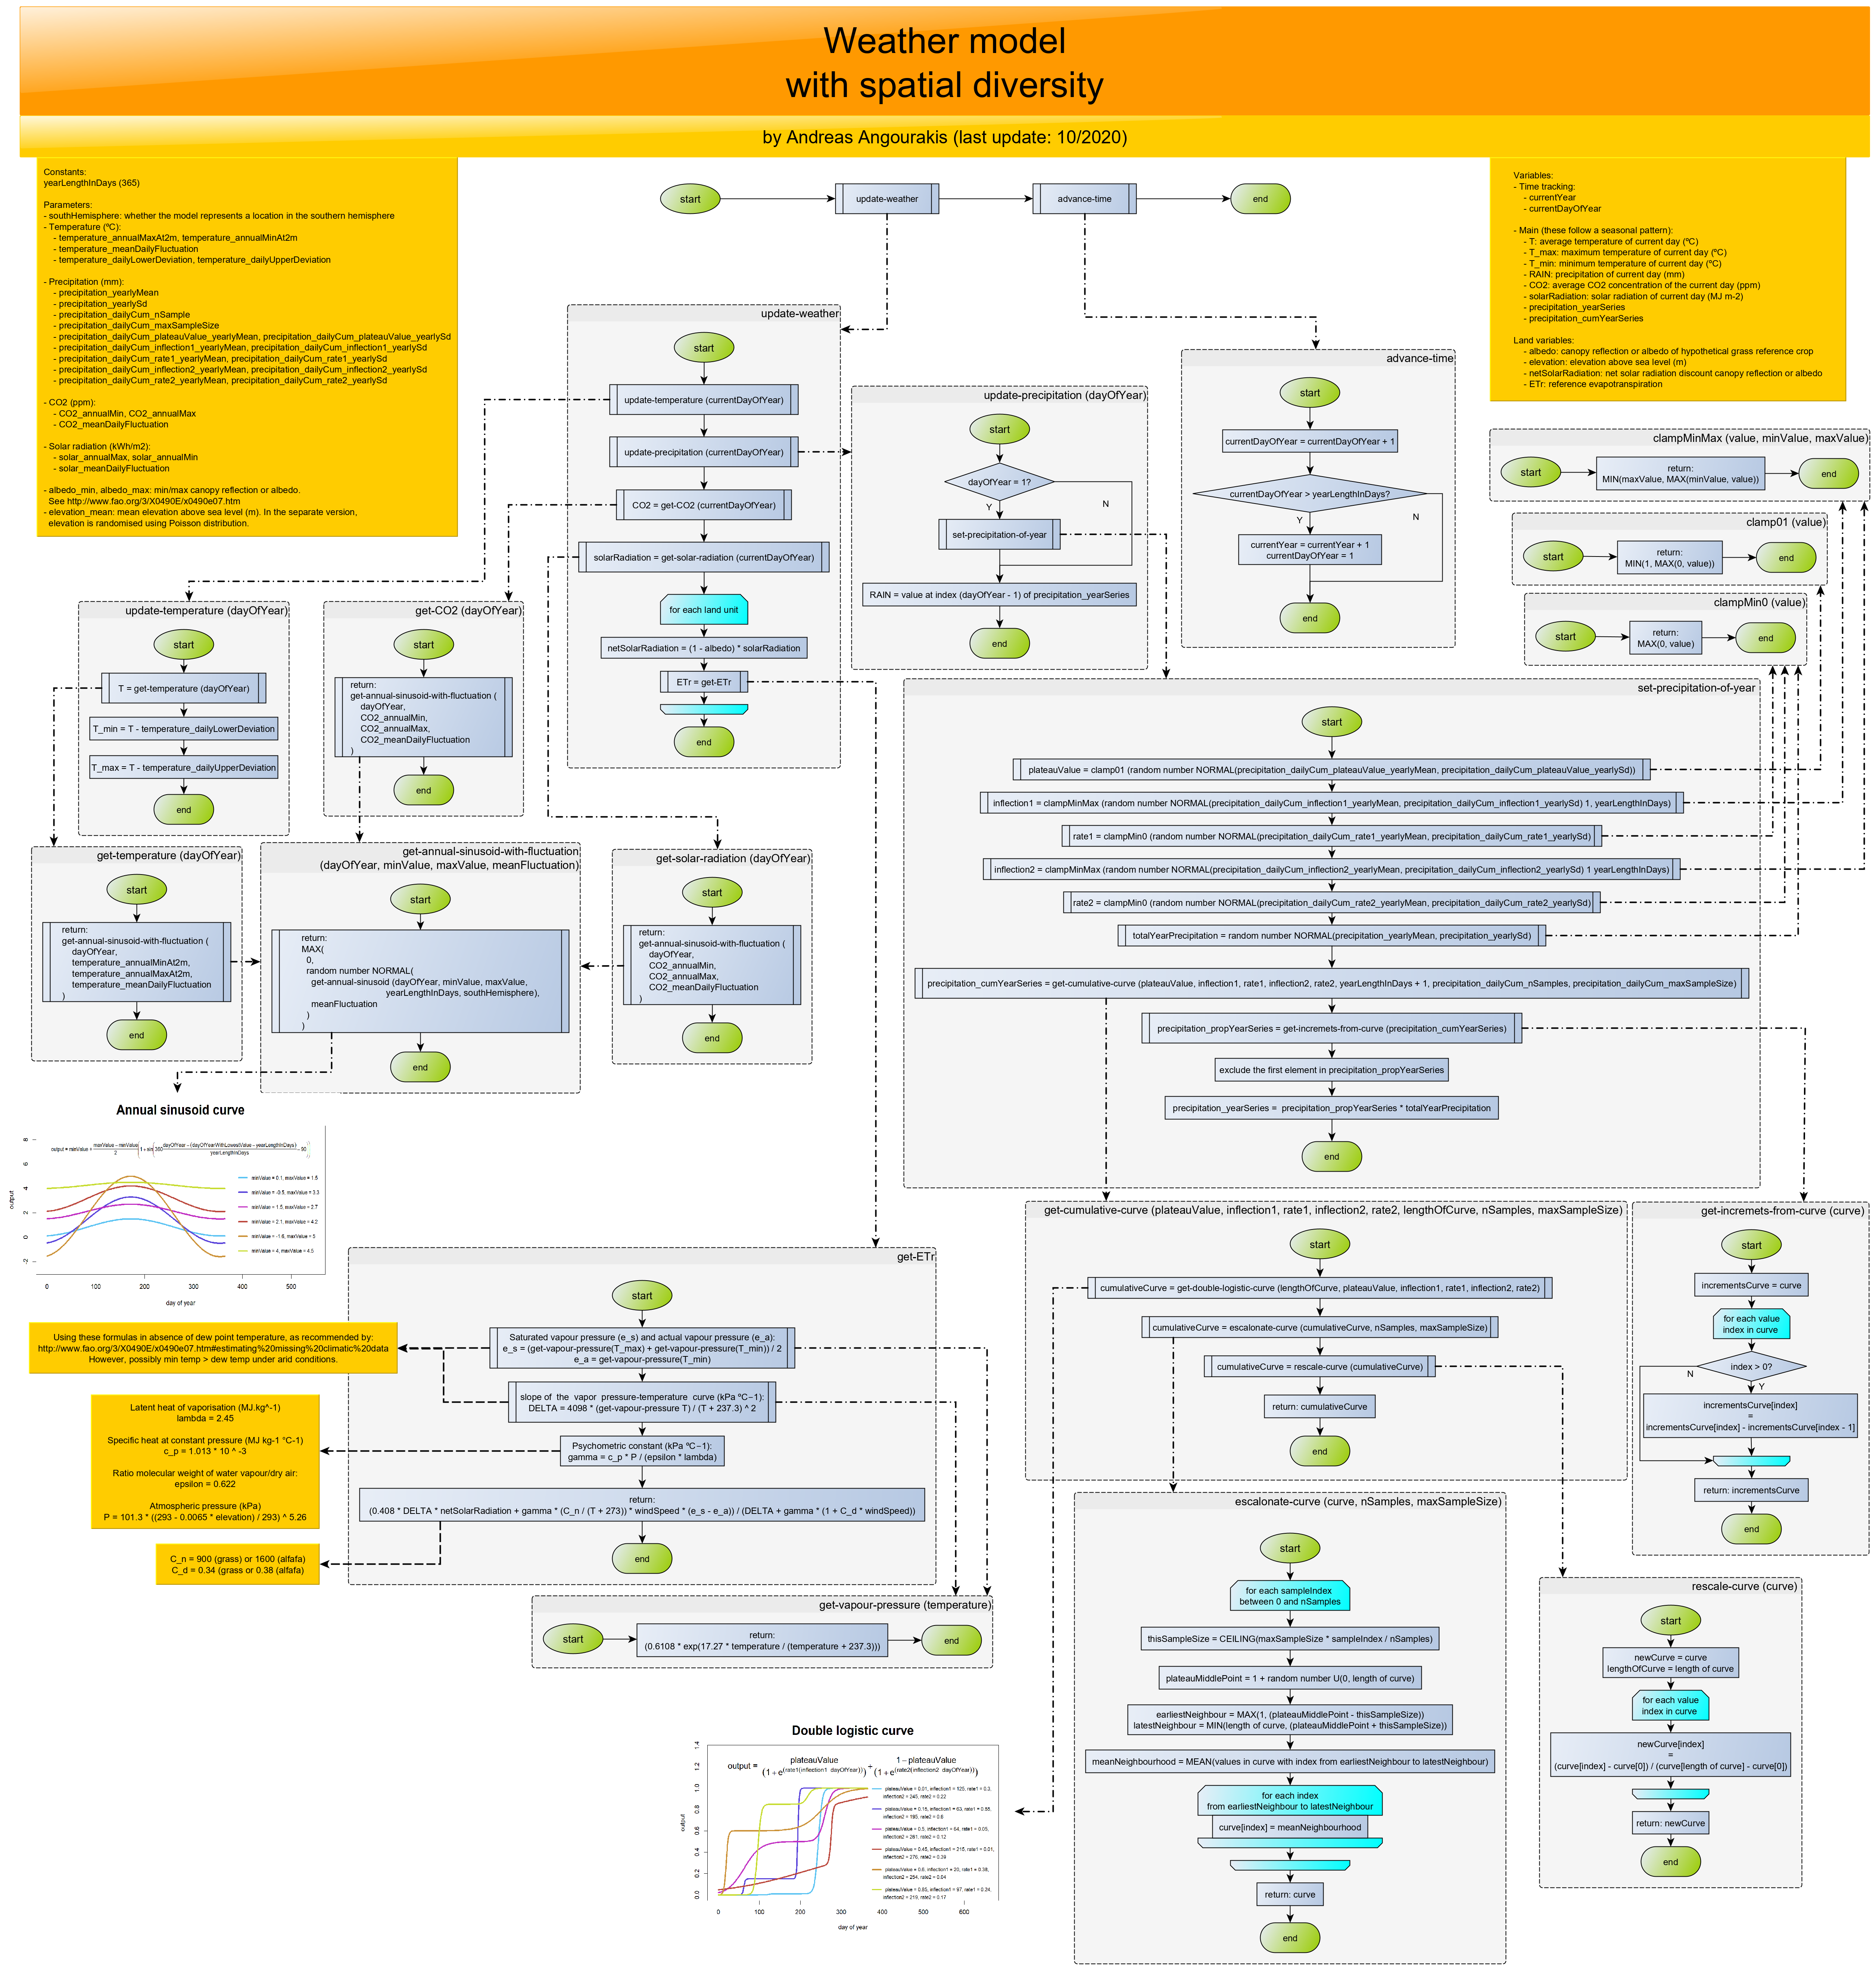 Weather model
with spatial diversity
by Andreas Angourakis (last update: 10/2020)
Constants:
yearLengthInDays (365)
Parameters:
- southHemisphere: whether the model represents a location in the southern hemisphere
- Temperature (ºC):
- temperature_annualMaxAt2m, temperature_annualMinAt2m
- temperature_meanDailyFluctuation
- temperature_dailyLowerDeviation, temperature_dailyUpperDeviation
- Precipitation (mm):
- precipitation_yearlyMean
- precipitation_yearlySd
- precipitation_dailyCum_nSample
- precipitation_dailyCum_maxSampleSize
- precipitation_dailyCum_plateauValue_yearlyMean, precipitation_dailyCum_plateauValue_yearlySd
- precipitation_dailyCum_inflection1_yearlyMean, precipitation_dailyCum_inflection1_yearlySd
- precipitation_dailyCum_rate1_yearlyMean, precipitation_dailyCum_rate1_yearlySd
- precipitation_dailyCum_inflection2_yearlyMean, precipitation_dailyCum_inflection2_yearlySd
- precipitation_dailyCum_rate2_yearlyMean, precipitation_dailyCum_rate2_yearlySd
- CO2 (ppm):
- CO2_annualMin, CO2_annualMax
- CO2_meanDailyFluctuation
- Solar radiation (kWh/m2):
- solar_annualMax, solar_annualMin
- solar_meanDailyFluctuation
- albedo_min, albedo_max: min/max canopy reflection or albedo.
See http://www.fao.org/3/X0490E/x0490e07.htm
- elevation_mean: mean elevation above sea level (m). In the separate version,
elevation is randomised using Poisson distribution.
start
update-weather
advance-time
end
Variables:
- Time tracking:
- currentYear
- currentDayOfYear
- Main (these follow a seasonal pattern):
- T: average temperature of current day (ºC)
- T_max: maximum temperature of current day (ºC)
- T_min: minimum temperature of current day (ºC)
- RAIN: precipitation of current day (mm)
- CO2: average CO2 concentration of the current day (ppm)
- solarRadiation: solar radiation of current day (MJ m-2)
- precipitation_yearSeries
- precipitation_cumYearSeries
Land variables:
- albedo: canopy reflection or albedo of hypothetical grass reference crop
- elevation: elevation above sea level (m)
- netSolarRadiation: net solar radiation discount canopy reflection or albedo
- ETr: reference evapotranspiration
update-weather
start
update-temperature (currentDayOfYear)
update-precipitation (currentDayOfYear)
CO2 = get-CO2 (currentDayOfYear)
solarRadiation = get-solar-radiation (currentDayOfYear)
for each land unit
netSolarRadiation = (1 - albedo) * solarRadiation
ETr = get-ETr
end
update-precipitation (dayOfYear)
start
dayOfYear = 1?
N
Y
set-precipitation-of-year
RAIN = value at index (dayOfYear - 1) of precipitation_yearSeries
end
advance-time
start
currentDayOfYear = currentDayOfYear + 1
currentDayOfYear > yearLengthInDays?
Y
N
currentYear = currentYear + 1
currentDayOfYear = 1
end
clampMinMax (value, minValue, maxValue)
start
return:
MIN(maxValue, MAX(minValue, value))
end
clamp01 (value)
start
return:
MIN(1, MAX(0, value))
end
clampMin0 (value)
start
return:
MAX(0, value)
end
update-temperature (dayOfYear)
start
T = get-temperature (dayOfYear)
T_min = T - temperature_dailyLowerDeviation
T_max = T - temperature_dailyUpperDeviation
end
get-CO2 (dayOfYear)
start
return:
get-annual-sinusoid-with-fluctuation (
dayOfYear,
CO2_annualMin,
CO2_annualMax,
CO2_meanDailyFluctuation
)
end
get-temperature (dayOfYear)
start
return:
get-annual-sinusoid-with-fluctuation (
dayOfYear,
temperature_annualMinAt2m,
temperature_annualMaxAt2m,
temperature_meanDailyFluctuation
)
end
get-annual-sinusoid-with-fluctuation
(dayOfYear, minValue, maxValue, meanFluctuation)
start
return:
MAX(
0,
random number NORMAL(
get-annual-sinusoid (dayOfYear, minValue, maxValue,
yearLengthInDays, southHemisphere),
meanFluctuation
)
)
end
get-solar-radiation (dayOfYear)
start
return:
get-annual-sinusoid-with-fluctuation (
dayOfYear,
CO2_annualMin,
CO2_annualMax,
CO2_meanDailyFluctuation
)
end
set-precipitation-of-year
start
plateauValue = clamp01 (random number NORMAL(precipitation_dailyCum_plateauValue_yearlyMean, precipitation_dailyCum_plateauValue_yearlySd))
inflection1 = clampMinMax (random number NORMAL(precipitation_dailyCum_inflection1_yearlyMean, precipitation_dailyCum_inflection1_yearlySd) 1, yearLengthInDays)
rate1 = clampMin0 (random number NORMAL(precipitation_dailyCum_rate1_yearlyMean, precipitation_dailyCum_rate1_yearlySd)
inflection2 = clampMinMax (random number NORMAL(precipitation_dailyCum_inflection2_yearlyMean, precipitation_dailyCum_inflection2_yearlySd) 1 yearLengthInDays)
rate2 = clampMin0 (random number NORMAL(precipitation_dailyCum_rate2_yearlyMean, precipitation_dailyCum_rate2_yearlySd)
totalYearPrecipitation = random number NORMAL(precipitation_yearlyMean, precipitation_yearlySd)
precipitation_cumYearSeries = get-cumulative-curve (plateauValue, inflection1, rate1, inflection2, rate2, yearLengthInDays + 1, precipitation_dailyCum_nSamples, precipitation_dailyCum_maxSampleSize)
precipitation_propYearSeries = get-incremets-from-curve (precipitation_cumYearSeries)
exclude the first element in precipitation_propYearSeries
precipitation_yearSeries = precipitation_propYearSeries * totalYearPrecipitation
end
Annual sinusoid curve
output = minValue + maxValue − minValue / 2 (1 + sin(360 dayOfYear − (dayOfYearWithLowestValue − yearLengthInDays) / yearLengthInDays − 90))
minValue = 0.1, maxValue = 1.5
minValue = -0.5, maxValue = 3.3
minValue = 1.5, maxValue = 2.7
minValue = 2.1, maxValue = 4.2
minValue = -1.6, maxValue = 5
minValue = 4, maxValue = 4.5
output
8
6
4
2
0
-2
0 100 200 300 400 500
day of year
get-ETr
start
Saturated vapour pressure (e_s) and actual vapour pressure (e_a):
e_s = (get-vapour-pressure(T_max) + get-vapour-pressure(T_min)) / 2
e_a = get-vapour-pressure(T_min)
slope of the vapor pressure-temperature curve (kPa ºC−1):
DELTA = 4098 * (get-vapour-pressure T) / (T + 237.3) ^ 2
Psychometric constant (kPa ºC−1):
gamma = c_p * P / (epsilon * lambda)
return:
(0.408 * DELTA * netSolarRadiation + gamma * (C_n / (T + 273)) * windSpeed * (e_s - e_a)) / (DELTA + gamma * (1 + C_d * windSpeed))
end
Using these formulas in absence of dew point temperature, as recommended by:
http://www.fao.org/3/X0490E/x0490e07.htm#estimating%20missing%20climatic%20data
However, possibly min temp > dew temp under arid conditions.
Latent heat of vaporisation (MJ.kg^-1)
lambda = 2.45
Specific heat at constant pressure (MJ kg-1 °C-1)
c_p = 1.013 * 10 ^ -3
Ratio molecular weight of water vapour/dry air:
epsilon = 0.622
Atmospheric pressure (kPa)
P = 101.3 * ((293 - 0.0065 * elevation) / 293) ^ 5.26
C_n = 900 (grass) or 1600 (alfafa)
C_d = 0.34 (grass or 0.38 (alfafa)
get-vapour-pressure (temperature)
start
return:
(0.6108 * exp(17.27 * temperature / (temperature + 237.3)))
end
get-cumulative-curve (plateauValue, inflection1, rate1, inflection2, rate2, lengthOfCurve, nSamples, maxSampleSize)
start
cumulativeCurve = get-double-logistic-curve (lengthOfCurve, plateauValue, inflection1, rate1, inflection2, rate2)
cumulativeCurve = escalonate-curve (cumulativeCurve, nSamples, maxSampleSize)
cumulativeCurve = rescale-curve (cumulativeCurve)
return: cumulativeCurve
end
get-incremets-from-curve (curve)
start
incrementsCurve = curve
for each value
index in curve
index > 0?
N
Y
incrementsCurve[index]
=
incrementsCurve[index] - incrementsCurve[index - 1]
return: incrementsCurve
end
escalonate-curve (curve, nSamples, maxSampleSize)
start
for each sampleIndex
between 0 and nSamples
thisSampleSize = CEILING(maxSampleSize * sampleIndex / nSamples)
plateauMiddlePoint = 1 + random number U(0, length of curve)
earliestNeighbour = MAX(1, (plateauMiddlePoint - thisSampleSize))
latestNeighbour = MIN(length of curve, (plateauMiddlePoint + thisSampleSize))
meanNeighbourhood = MEAN(values in curve with index from earliestNeighbour to latestNeighbour)
for each index
from earliestNeighbour to latestNeighbour
curve[index] = meanNeighbourhood
return: curve
end
rescale-curve (curve)
start
newCurve = curve
lengthOfCurve = length of curve
for each value
index in curve
newCurve[index]
=
(curve[index] - curve[0]) / (curve[length of curve] - curve[0])
return: newCurve
end
Double logistic curve
output = plateauValue / (1 + e^(rate1(inflection1 dayOfYear))) + 1 − plateauValue / (1 + e^(rate2(inflection2 dayOfYear)))
plateauValue = 0.01, inflection1 = 125, rate1 = 0.3,
inflection2 = 245, rate2 = 0.22
plateauValue = 0.15, inflection1 = 63, rate1 = 0.55,
inflection2 = 195, rate2 = 0.6
plateauValue = 0.5, inflection1 = 64, rate1 = 0.05,
inflection2 = 261, rate2 = 0.12
plateauValue = 0.45, inflection1 = 215, rate1 = 0.01,
inflection2 = 276, rate2 = 0.39
plateauValue = 0.6, inflection1 = 20, rate1 = 0.38,
inflection2 = 254, rate2 = 0.04
plateauValue = 0.85, inflection1 = 97, rate1 = 0.24,
inflection2 = 219, rate2 = 0.17
output
1.4
1.2
1.0
0.8
0.6
0.4
0.2
0.0
0 100 200 300 400 500 600
day of year